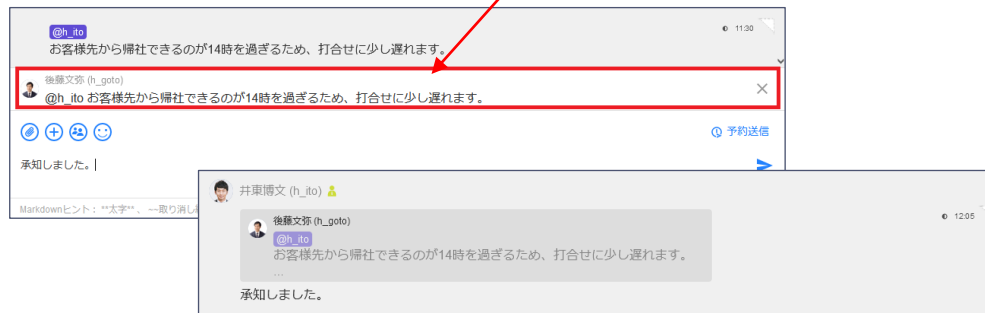 @h_ito
11:30
お客様先から帰社できるのが14時を過ぎるため、打合せに少し遅れます。
後藤文弥 (h_goto)
@h_ito お客様先から帰社できるのが14時を過ぎるため、打合せに少し遅れます。
予約送信
承知しました。
Markdownヒント： **太字** 、 ~~取り消し
井東博文 (h_ito)
後藤文弥 (h_goto)
12:05
@h_ito
お客様先から帰社できるのが14時を過ぎるため、打合せに少し遅れます。
...
承知しました。